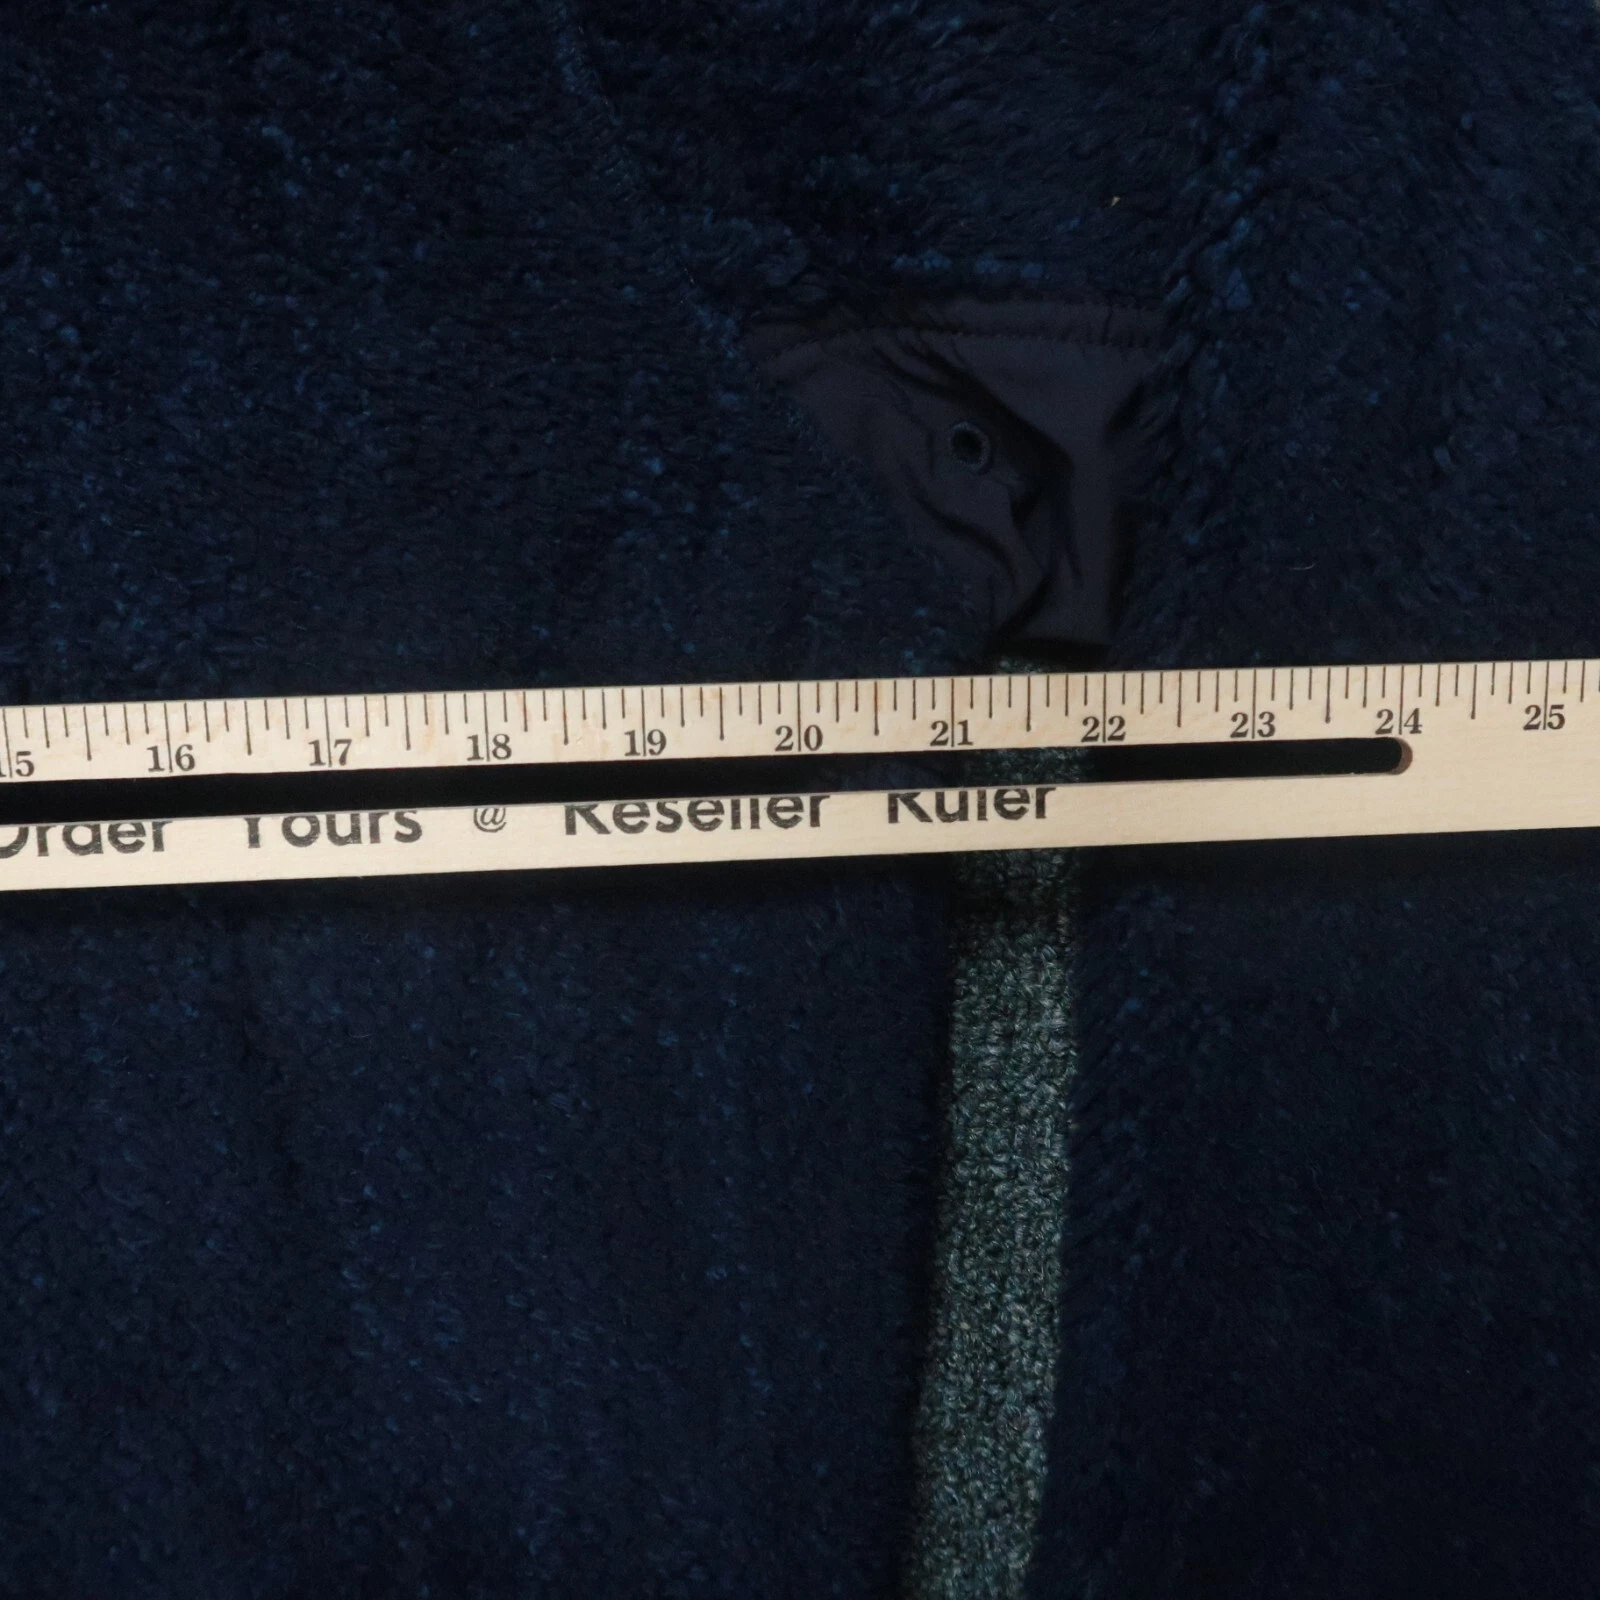 15 16 17 18 19 20 21 22 23 24 25
Order Yours @ Reseller Ruler